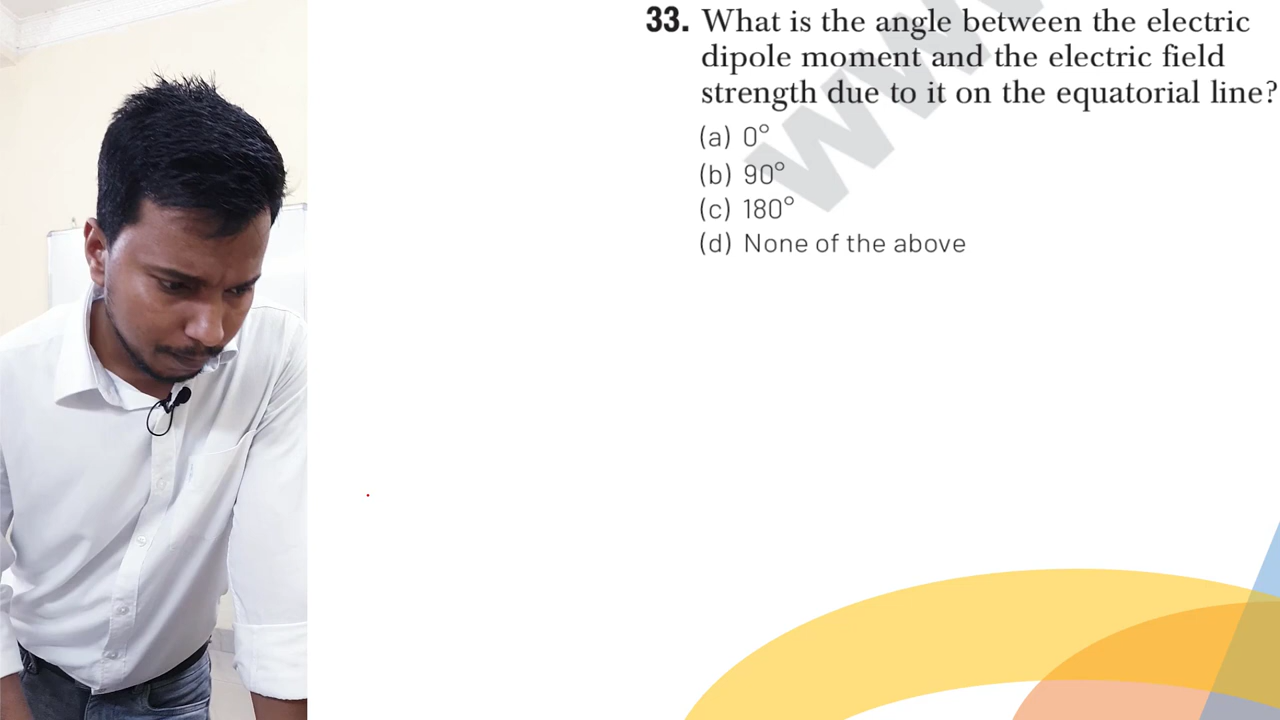 33. What is the angle between the electric
dipole moment and the electric field
strength due to it on the equatorial line?
(a) 0°
(b) 90°
(c) 180°
(d) None of the above